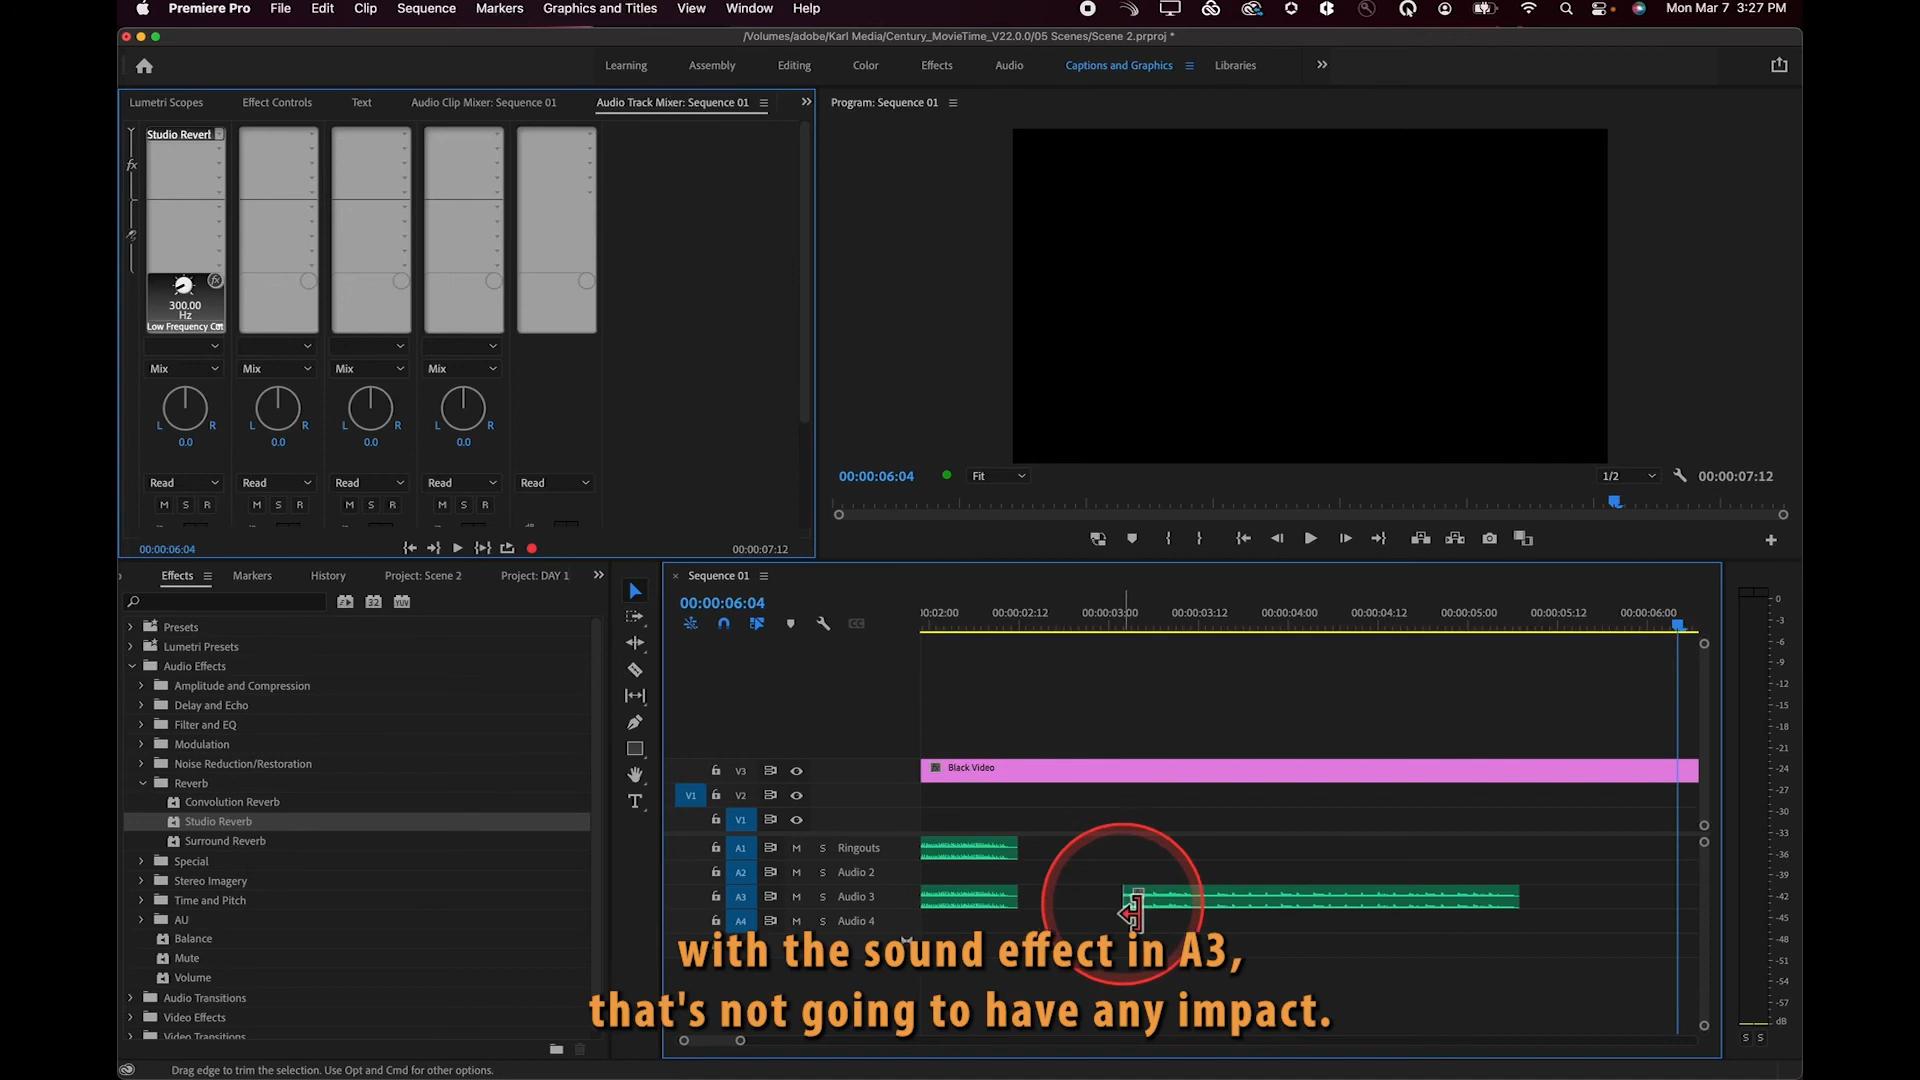 Premiere Pro File Edit Clip Sequence Markers Graphics and Titles View Window Help Mon Mar 7 3:27 PM
/Volumes/adobe/Karl Media/Century_MovieTime_V22.0.0/05 Scenes/Scene 2.prproj *
Learning Assembly Editing Color Effects Audio Captions and Graphics Libraries
Lumetri Scopes Effect Controls Text Audio Clip Mixer: Sequence 01 Audio Track Mixer: Sequence 01
Program: Sequence 01
Studio Revert
fx
300.00
Hz
Low Frequency Cut
Mix Mix Mix Mix
L R L R L R L R
0.0 0.0 0.0 0.0
Read Read Read Read Read
M S R M S R M S R M S R
00:00:06:04 00:00:07:12
00:00:06:04 Fit 1/2 00:00:07:12
Effects Markers History Project: Scene 2 Project: DAY 1
32 YUV
Presets
Lumetri Presets
Audio Effects
Amplitude and Compression
Delay and Echo
Filter and EQ
Modulation
Noise Reduction/Restoration
Reverb
Convolution Reverb
Studio Reverb
Surround Reverb
Special
Stereo Imagery
Time and Pitch
AU
Balance
Mute
Volume
Audio Transitions
Video Effects
Video Transitions
Sequence 01
00:00:06:04
00:02:00 00:00:02:12 00:00:03:00 00:00:03:12 00:00:04:00 00:00:04:12 00:00:05:00 00:00:05:12 00:00:06:00
V3 Black Video
V1 V2
V1
A1 M S Ringouts
A2 M S Audio 2
A3 M S Audio 3
A4 M S Audio 4
0
-3
-6
-9
-12
-15
-18
-21
-24
-27
-30
-33
-36
-39
-42
-45
-48
-51
-54
-57
dB
S S
with the sound effect in A3,
that's not going to have any impact.
Drag edge to trim the selection. Use Opt and Cmd for other options.